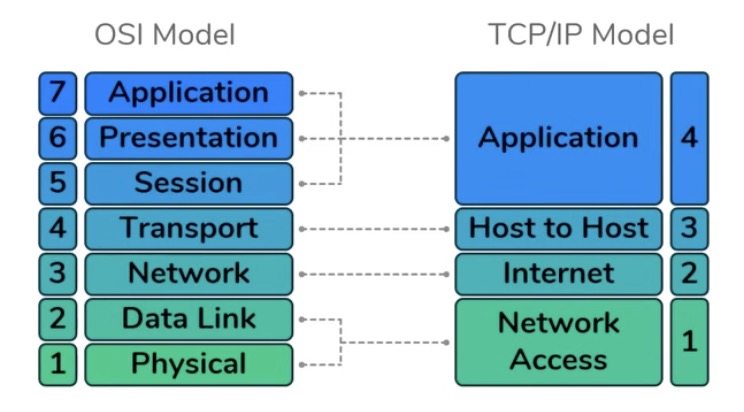 OSI Model
TCP/IP Model
7 Application
6 Presentation
5 Session
4 Transport
3 Network
2 Data Link
1 Physical
Application 4
Host to Host 3
Internet 2
Network
Access
1